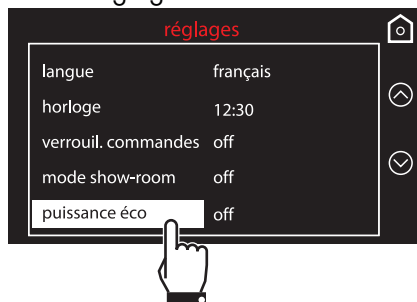 réglages
langue français
horloge 12:30
verrouil. commandes off
mode show-room off
puissance éco off